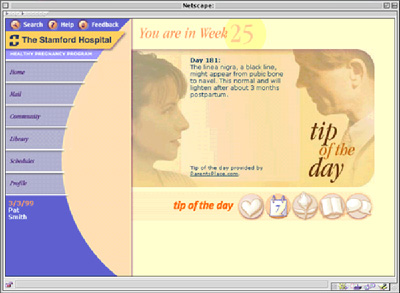 Netscape:
Search Help Feedback
The Stamford Hospital
HEALTHY PREGNANCY PROGRAM
Home
Mail
Community
Library
Schedules
Profile
3/3/99
Pat
Smith
You are in Week 25
Day 181:
The linea nigra, a black line,
might appear from pubic bone
to navel. This normal and will
lighten after about 3 months
postpartum.
Tip of the day provided by
ParentsPlace.com.
tip
of the
day
tip of the day
7